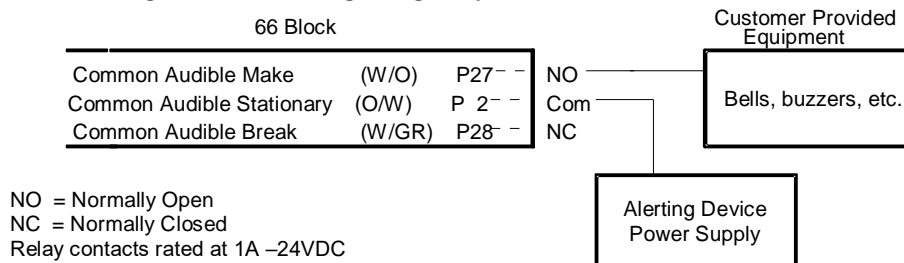 66 Block
Customer Provided
Equipment
Common Audible Make (W/O) P27 NO
Common Audible Stationary (O/W) P 2 Com
Common Audible Break (W/GR) P28 NC
Bells, buzzers, etc.
NO = Normally Open
NC = Normally Closed
Relay contacts rated at 1A –24VDC
Alerting Device
Power Supply